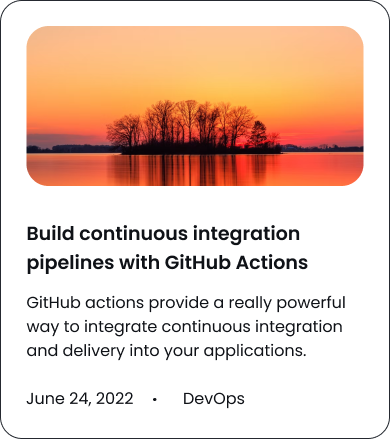 Build continuous integration
pipelines with GitHub Actions
GitHub actions provide a really powerful
way to integrate continuous integration
and delivery into your applications.
June 24, 2022 • DevOps